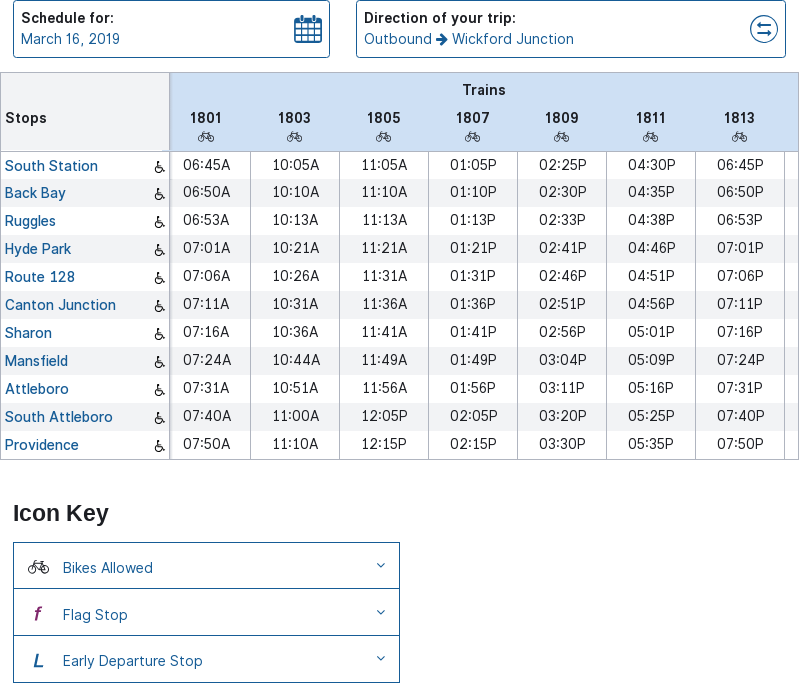 Schedule for:
March 16, 2019
Direction of your trip:
Outbound → Wickford Junction
Trains
Stops 1801 1803 1805 1807 1809 1811 1813
South Station 06:45A 10:05A 11:05A 01:05P 02:25P 04:30P 06:45P
Back Bay 06:50A 10:10A 11:10A 01:10P 02:30P 04:35P 06:50P
Ruggles 06:53A 10:13A 11:13A 01:13P 02:33P 04:38P 06:53P
Hyde Park 07:01A 10:21A 11:21A 01:21P 02:41P 04:46P 07:01P
Route 128 07:06A 10:26A 11:31A 01:31P 02:46P 04:51P 07:06P
Canton Junction 07:11A 10:31A 11:36A 01:36P 02:51P 04:56P 07:11P
Sharon 07:16A 10:36A 11:41A 01:41P 02:56P 05:01P 07:16P
Mansfield 07:24A 10:44A 11:49A 01:49P 03:04P 05:09P 07:24P
Attleboro 07:31A 10:51A 11:56A 01:56P 03:11P 05:16P 07:31P
South Attleboro 07:40A 11:00A 12:05P 02:05P 03:20P 05:25P 07:40P
Providence 07:50A 11:10A 12:15P 02:15P 03:30P 05:35P 07:50P
Icon Key
Bikes Allowed
f Flag Stop
L Early Departure Stop